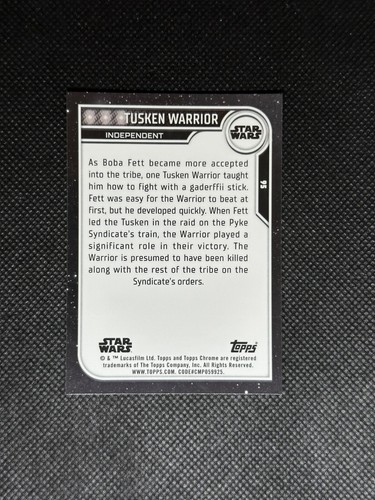 TUSKEN WARRIOR
INDEPENDENT
STAR WARS
95
As Boba Fett became more accepted
into the tribe, one Tusken Warrior taught
him how to fight with a gaderffii stick.
Fett was easy for the Warrior to beat at
first, but he developed quickly. When Fett
led the Tusken in the raid on the Pyke
Syndicate's train, the Warrior played a
significant role in their victory. The
Warrior is presumed to have been killed
along with the rest of the tribe on the
Syndicate's orders.
STAR WARS
Topps
© & ™ Lucasfilm Ltd. Topps and Topps Chrome are registered
trademarks of The Topps Company, Inc. All Rights Reserved.
WWW.TOPPS.COM. CODE#CMP059925.